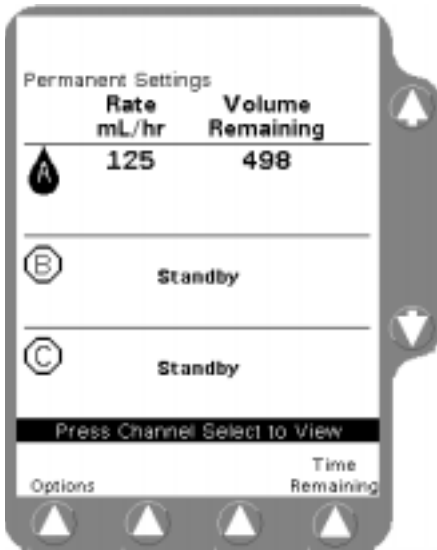 Permanent Settings
Rate Volume
mL/hr Remaining
A 125 498
B Standby
C Standby
Press Channel Select to View
Time
Options Remaining